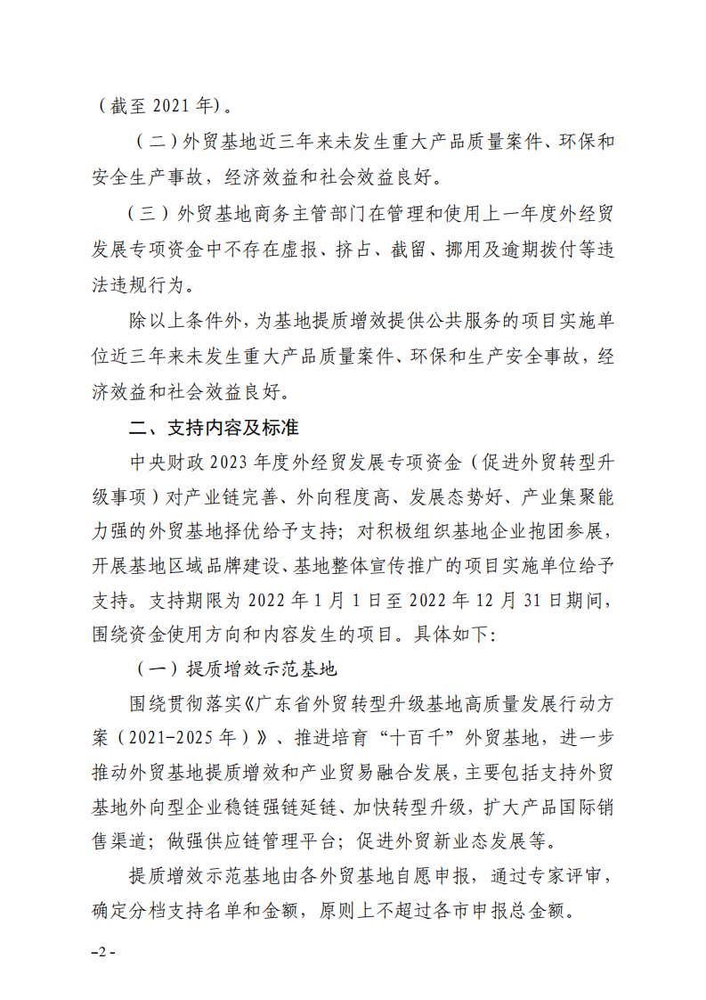 （截至 2021 年）。
（二）外贸基地近三年来未发生重大产品质量案件、环保和
安全生产事故，经济效益和社会效益良好。
（三）外贸基地商务主管部门在管理和使用上一年度外经贸
发展专项资金中不存在虚报、挤占、截留、挪用及逾期拨付等违
法违规行为。
除以上条件外，为基地提质增效提供公共服务的项目实施单
位近三年来未发生重大产品质量案件、环保和生产安全事故，经
济效益和社会效益良好。
二、支持内容及标准
中央财政 2023 年度外经贸发展专项资金（促进外贸转型升
级事项）对产业链完善、外向程度高、发展态势好、产业集聚能
力强的外贸基地择优给予支持；对积极组织基地企业抱团参展，
开展基地区域品牌建设、基地整体宣传推广的项目实施单位给予
支持。支持期限为 2022 年 1 月 1 日至 2022 年 12 月 31 日期间，
围绕资金使用方向和内容发生的项目。具体如下：
（一）提质增效示范基地
围绕贯彻落实《广东省外贸转型升级基地高质量发展行动方
案（2021-2025 年）》、推进培育“十百千”外贸基地，进一步
推动外贸基地提质增效和产业贸易融合发展，主要包括支持外贸
基地外向型企业稳链强链延链、加快转型升级，扩大产品国际销
售渠道；做强供应链管理平台；促进外贸新业态发展等。
提质增效示范基地由各外贸基地自愿申报，通过专家评审，
确定分档支持名单和金额，原则上不超过各市申报总金额。
-2-